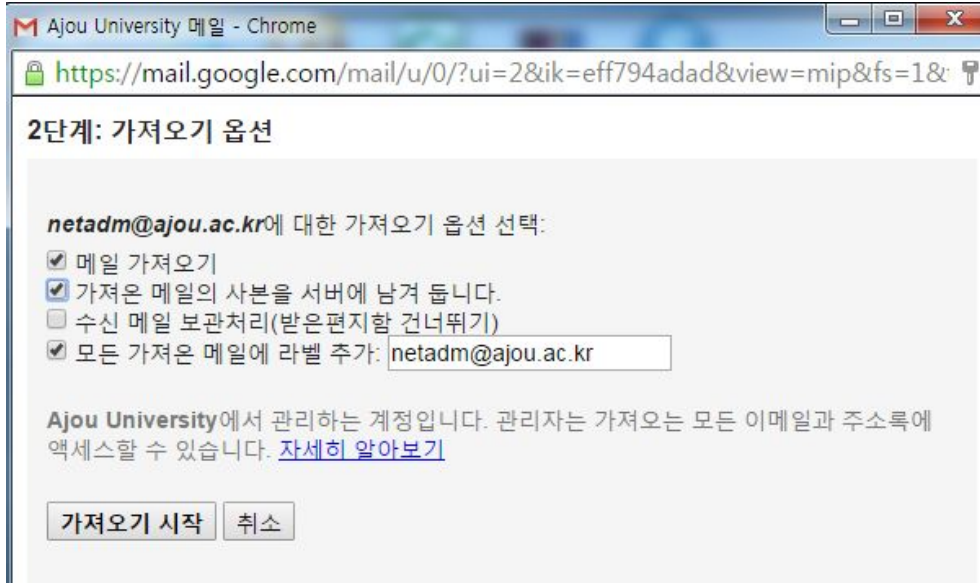 Ajou University 메일 - Chrome
https://mail.google.com/mail/u/0/?ui=2&ik=eff794adad&view=mip&fs=1&
2단계: 가져오기 옵션
netadm@ajou.ac.kr에 대한 가져오기 옵션 선택:
메일 가져오기
가져온 메일의 사본을 서버에 남겨 둡니다.
수신 메일 보관처리(받은편지함 건너뛰기)
모든 가져온 메일에 라벨 추가: netadm@ajou.ac.kr
Ajou University에서 관리하는 계정입니다. 관리자는 가져오는 모든 이메일과 주소록에
액세스할 수 있습니다. 자세히 알아보기
가져오기 시작 취소